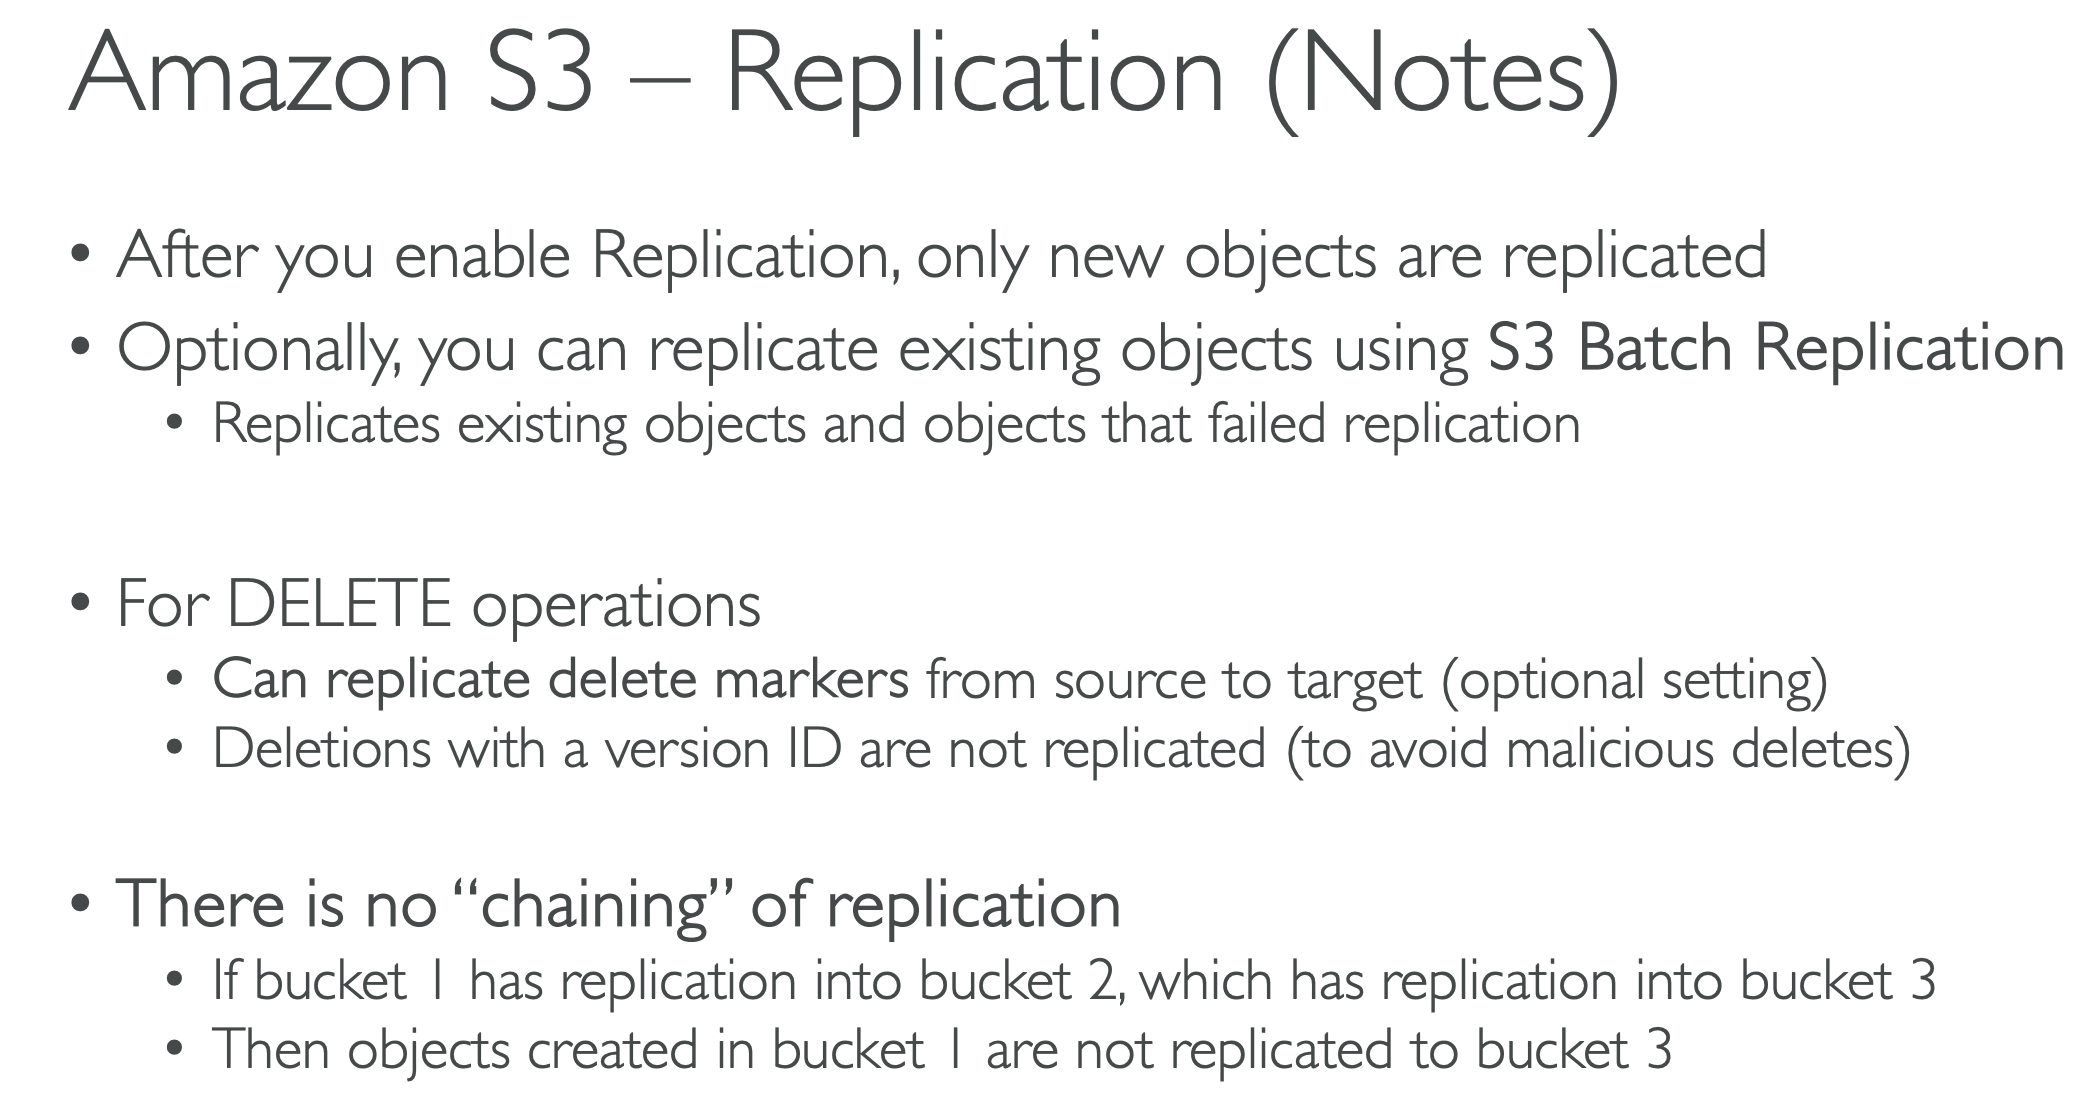 Amazon S3 – Replication (Notes)
• After you enable Replication, only new objects are replicated
• Optionally, you can replicate existing objects using S3 Batch Replication
• Replicates existing objects and objects that failed replication
• For DELETE operations
• Can replicate delete markers from source to target (optional setting)
• Deletions with a version ID are not replicated (to avoid malicious deletes)
• There is no “chaining” of replication
• If bucket 1 has replication into bucket 2, which has replication into bucket 3
• Then objects created in bucket 1 are not replicated to bucket 3